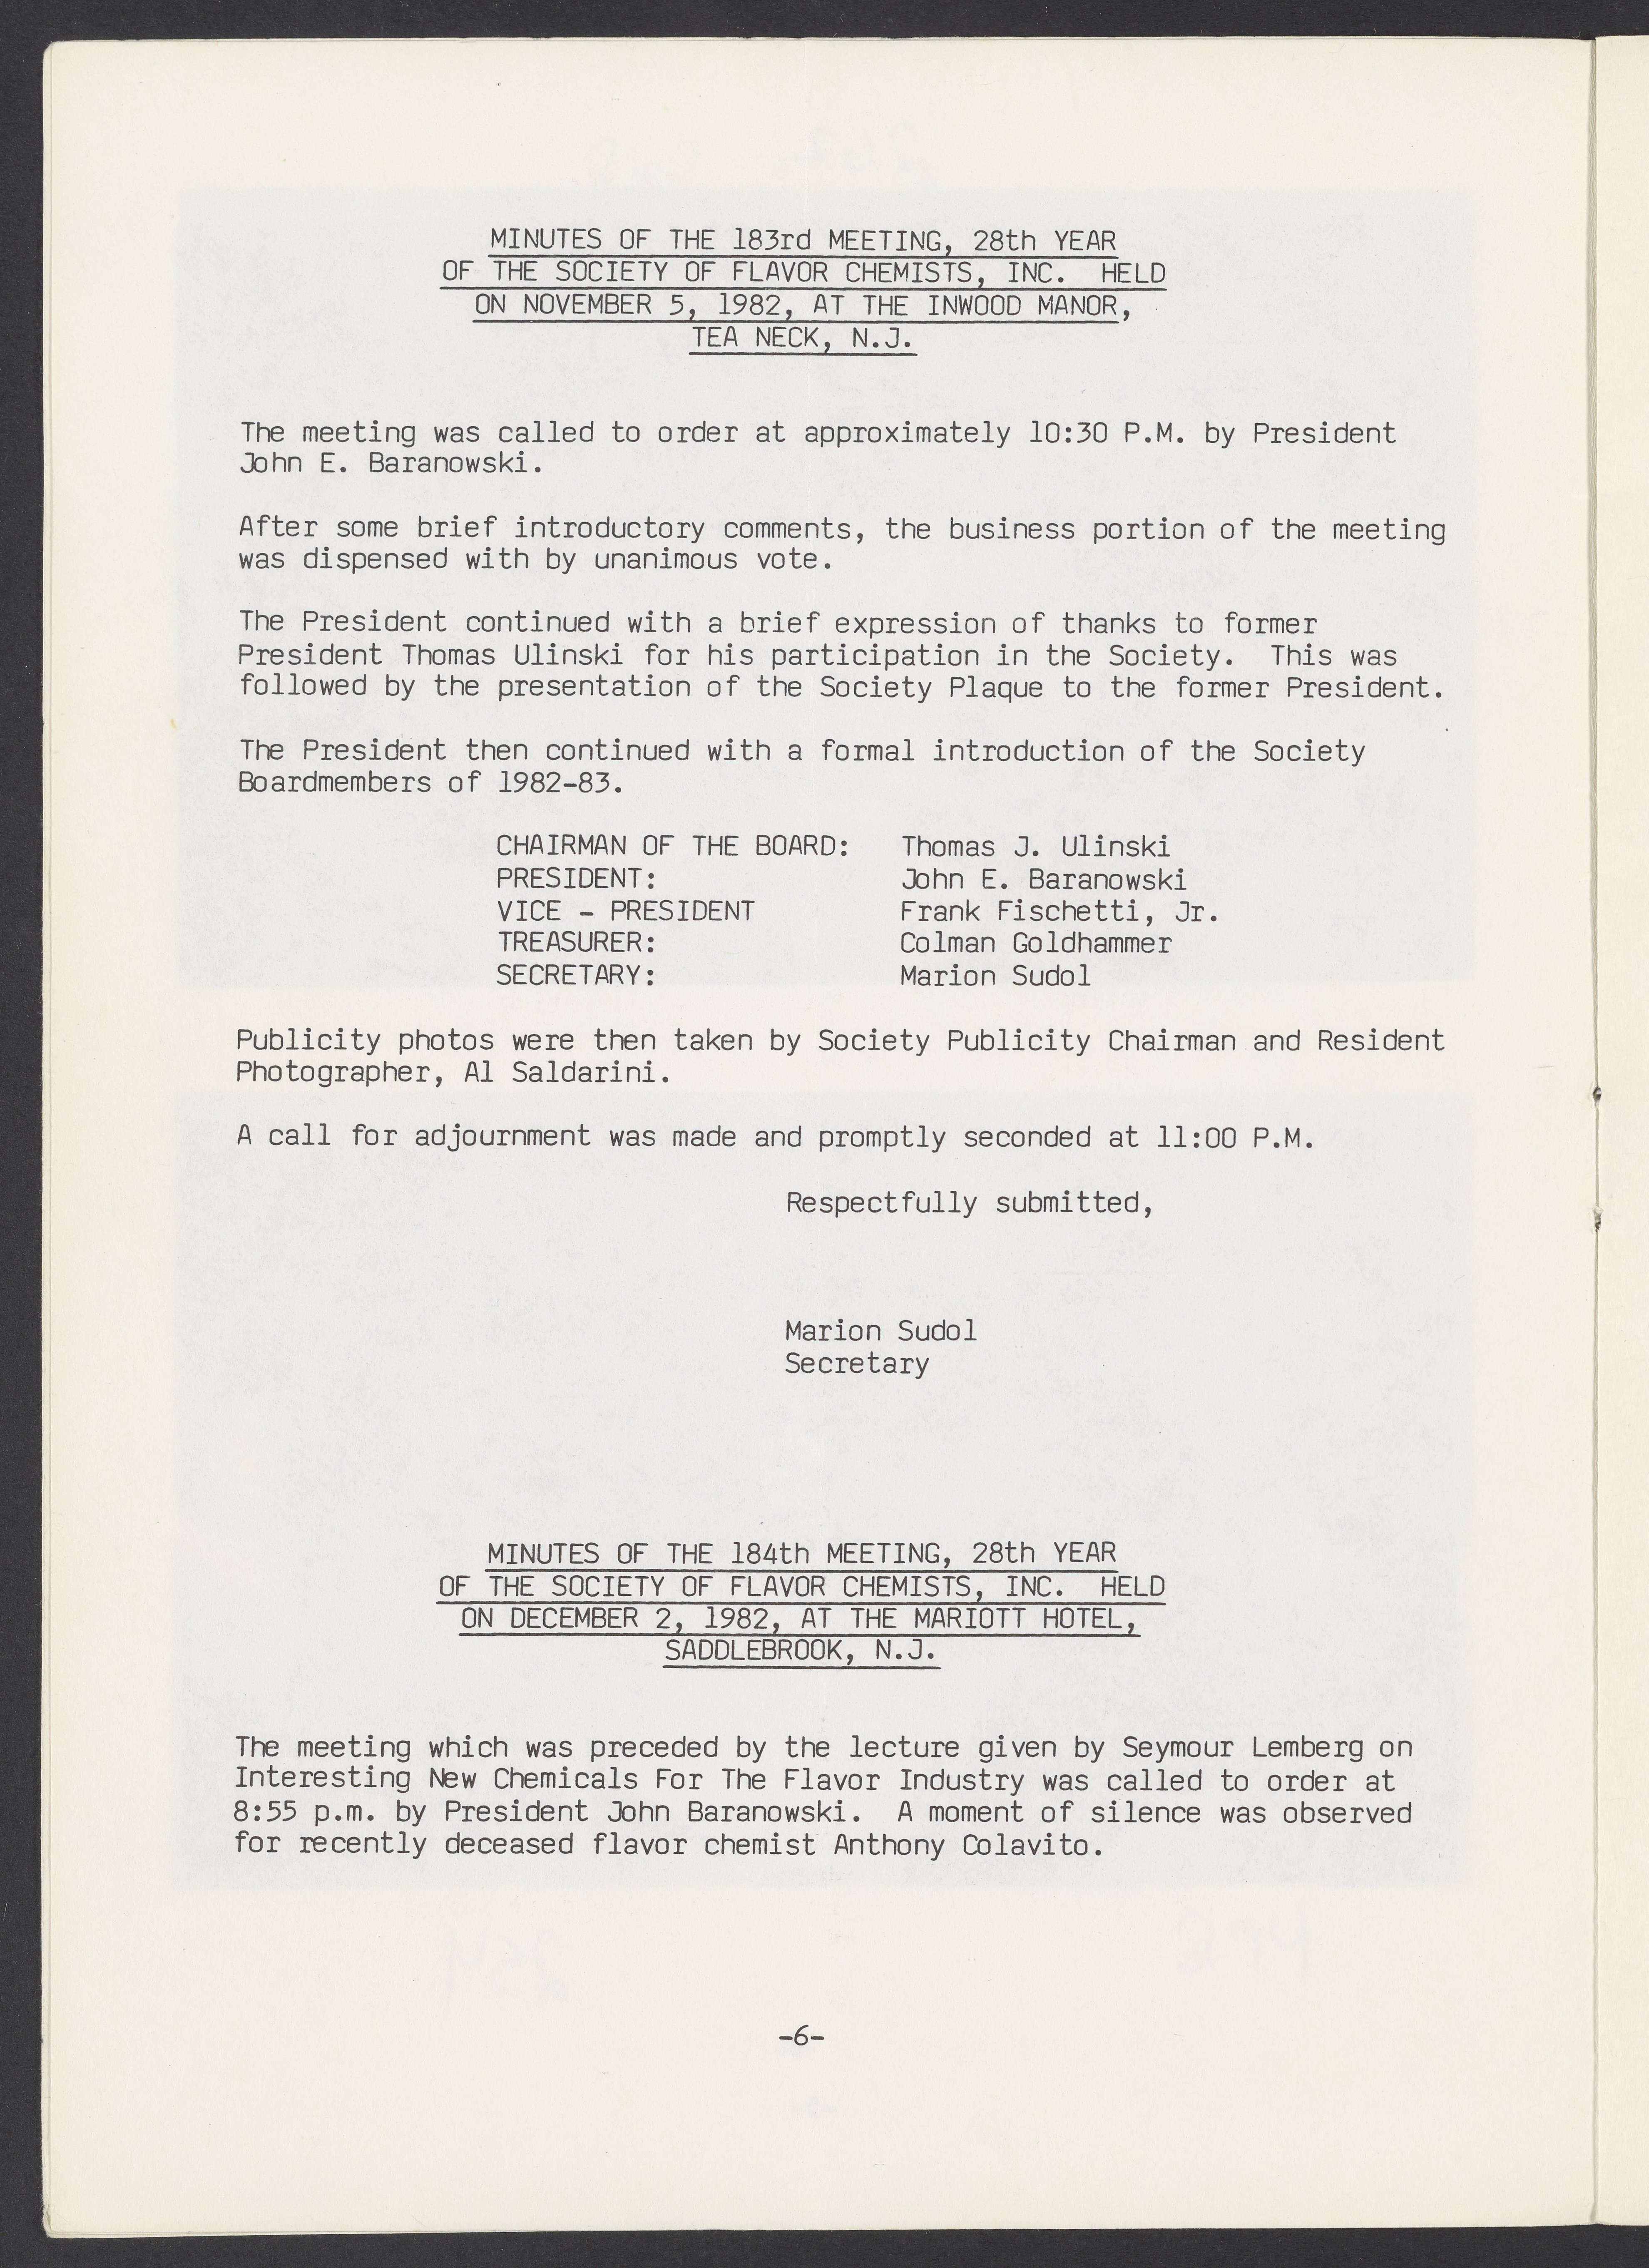 MINUTES OF THE 183rd MEETING, 28th YEAR
OF THE SOCIETY OF FLAVOR CHEMISTS, INC. HELD
ON NOVEMBER 5, 1982, AT THE INWOOD MANOR,
TEA NECK, N.J.
The meeting was called to order at approximately 10:30 P.M. by President
John E. Baranowski.
After some brief introductory comments, the business portion of the meeting
was dispensed with by unanimous vote.
The President continued with a brief expression of thanks to former
President Thomas Ulinski for his participation in the Society. This was
followed by the presentation of the Society Plaque to the former President.
The President then continued with a formal introduction of the Society
Boardmembers of 1982-83.
CHAIRMAN OF THE BOARD: Thomas J. Ulinski
PRESIDENT: John E. Baranowski
VICE - PRESIDENT Frank Fischetti, Jr.
TREASURER: Colman Goldhammer
SECRETARY: Marion Sudol
Publicity photos were then taken by Society Publicity Chairman and Resident
Photographer, Al Saldarini.
A call for adjournment was made and promptly seconded at 11:00 P.M.
Respectfully submitted,
Marion Sudol
Secretary
MINUTES OF THE 184th MEETING, 28th YEAR
OF THE SOCIETY OF FLAVOR CHEMISTS, INC. HELD
ON DECEMBER 2, 1982, AT THE MARIOTT HOTEL,
SADDLEBROOK, N.J.
The meeting which was preceded by the lecture given by Seymour Lemberg on
Interesting New Chemicals For The Flavor Industry was called to order at
8:55 p.m. by President John Baranowski. A moment of silence was observed
for recently deceased flavor chemist Anthony Colavito.
-6-